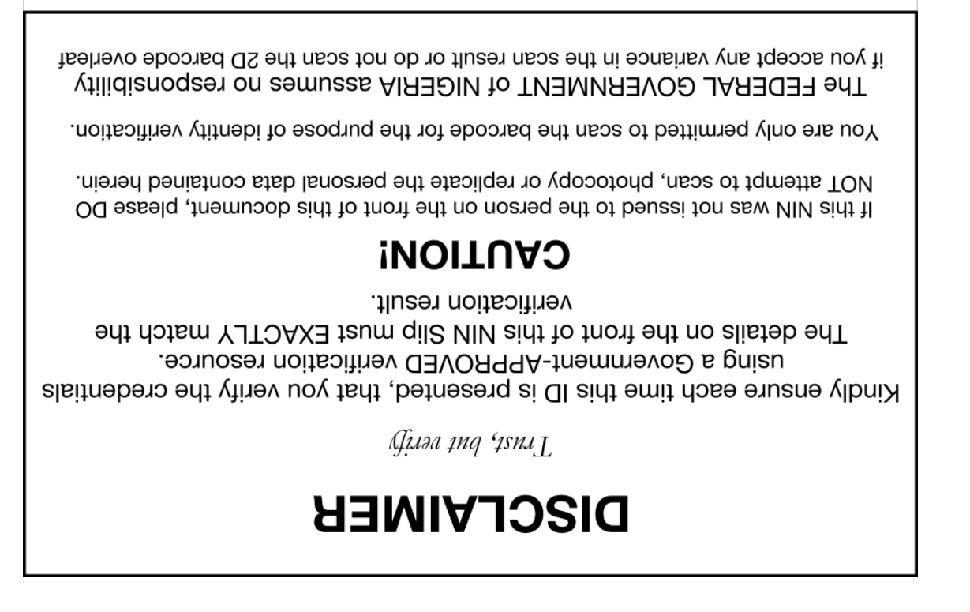 DISCLAIMER
Trust, but verify
Kindly ensure each time this ID is presented, that you verify the credentials
using a Government-APPROVED verification resource.
The details on the front of this NIN Slip must EXACTLY match the
verification result.
CAUTION!
If this NIN was not issued to the person on the front of this document, please DO
NOT attempt to scan, photocopy or replicate the personal data contained herein.
You are only permitted to scan the barcode for the purpose of identity verification.
The FEDERAL GOVERNMENT of NIGERIA assumes no responsibility
if you accept any variance in the scan result or do not scan the 2D barcode overleaf